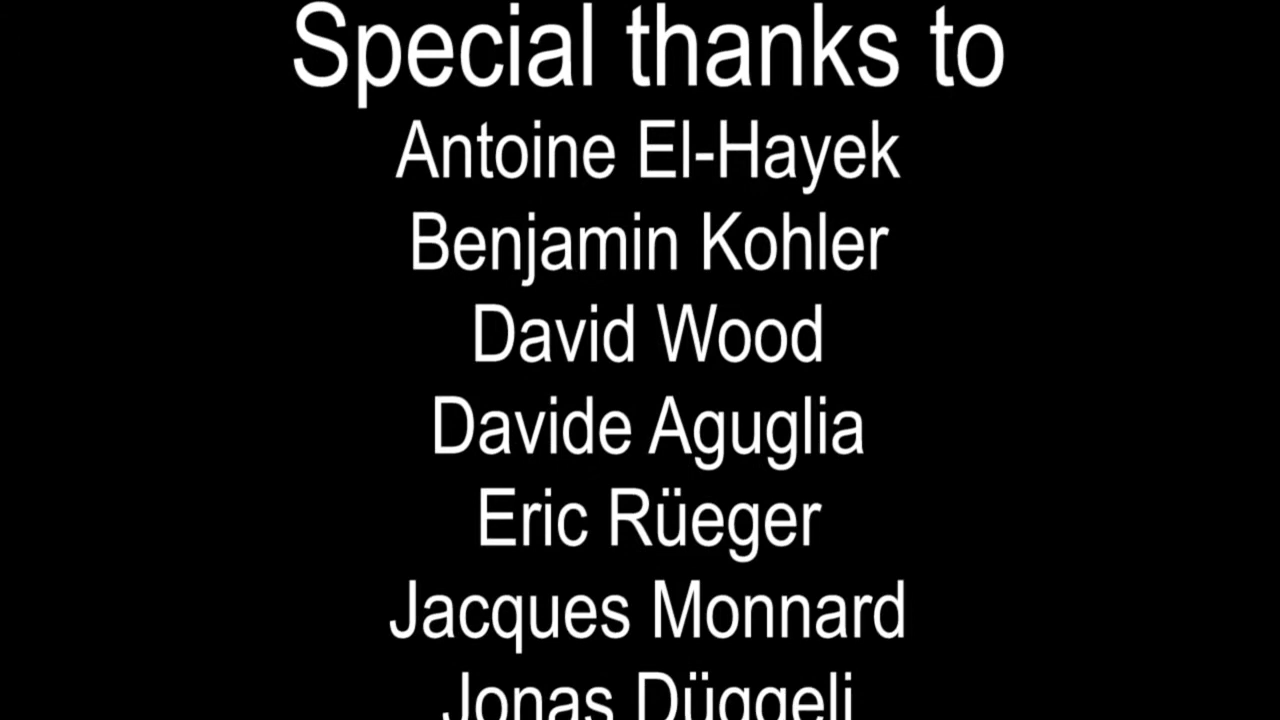 Special thanks to
Antoine El-Hayek
Benjamin Kohler
David Wood
Davide Aguglia
Eric Rüeger
Jacques Monnard
Jonas Düggeli